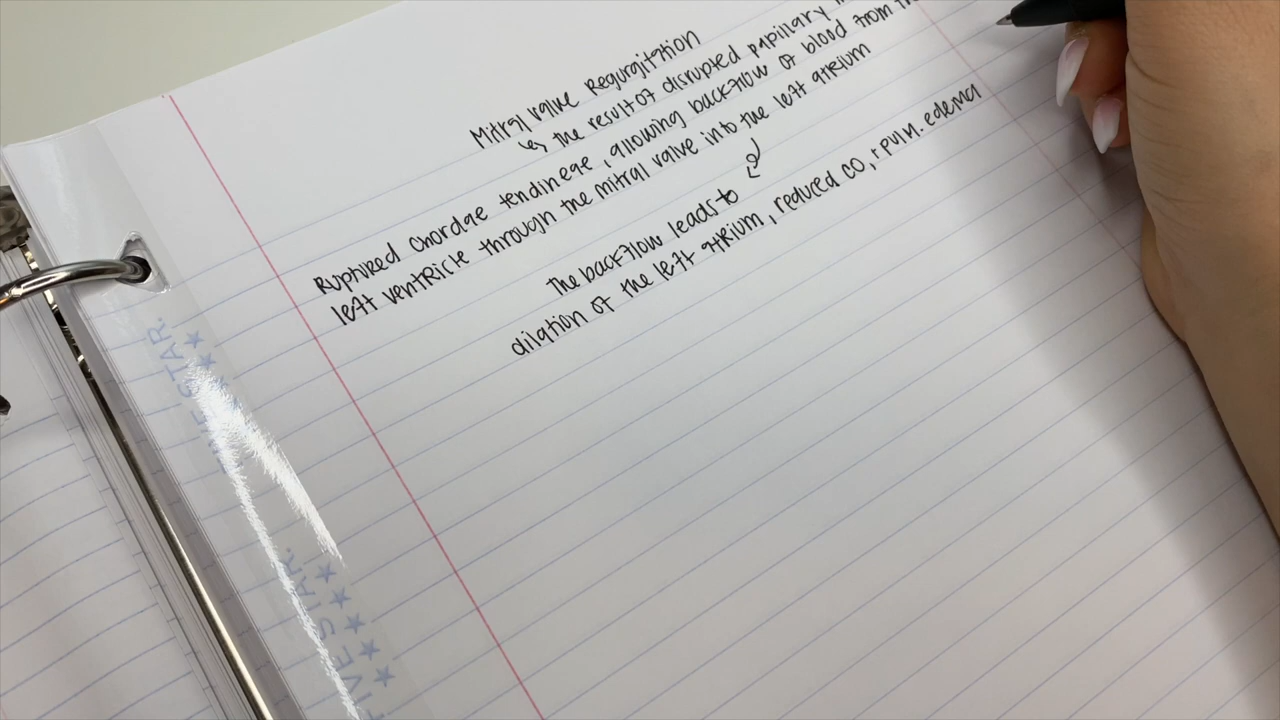 Mitral valve Regurgitation
↳ the result of disrupted papillary
Ruptured chordae tendineae, allowing backflow of blood from
left ventricle through the mitral valve into the left atrium
The backflow leads to
dilation of the left atrium, reduced CO, + pulm. edema
FIVE STAR.
FIVE STAR.